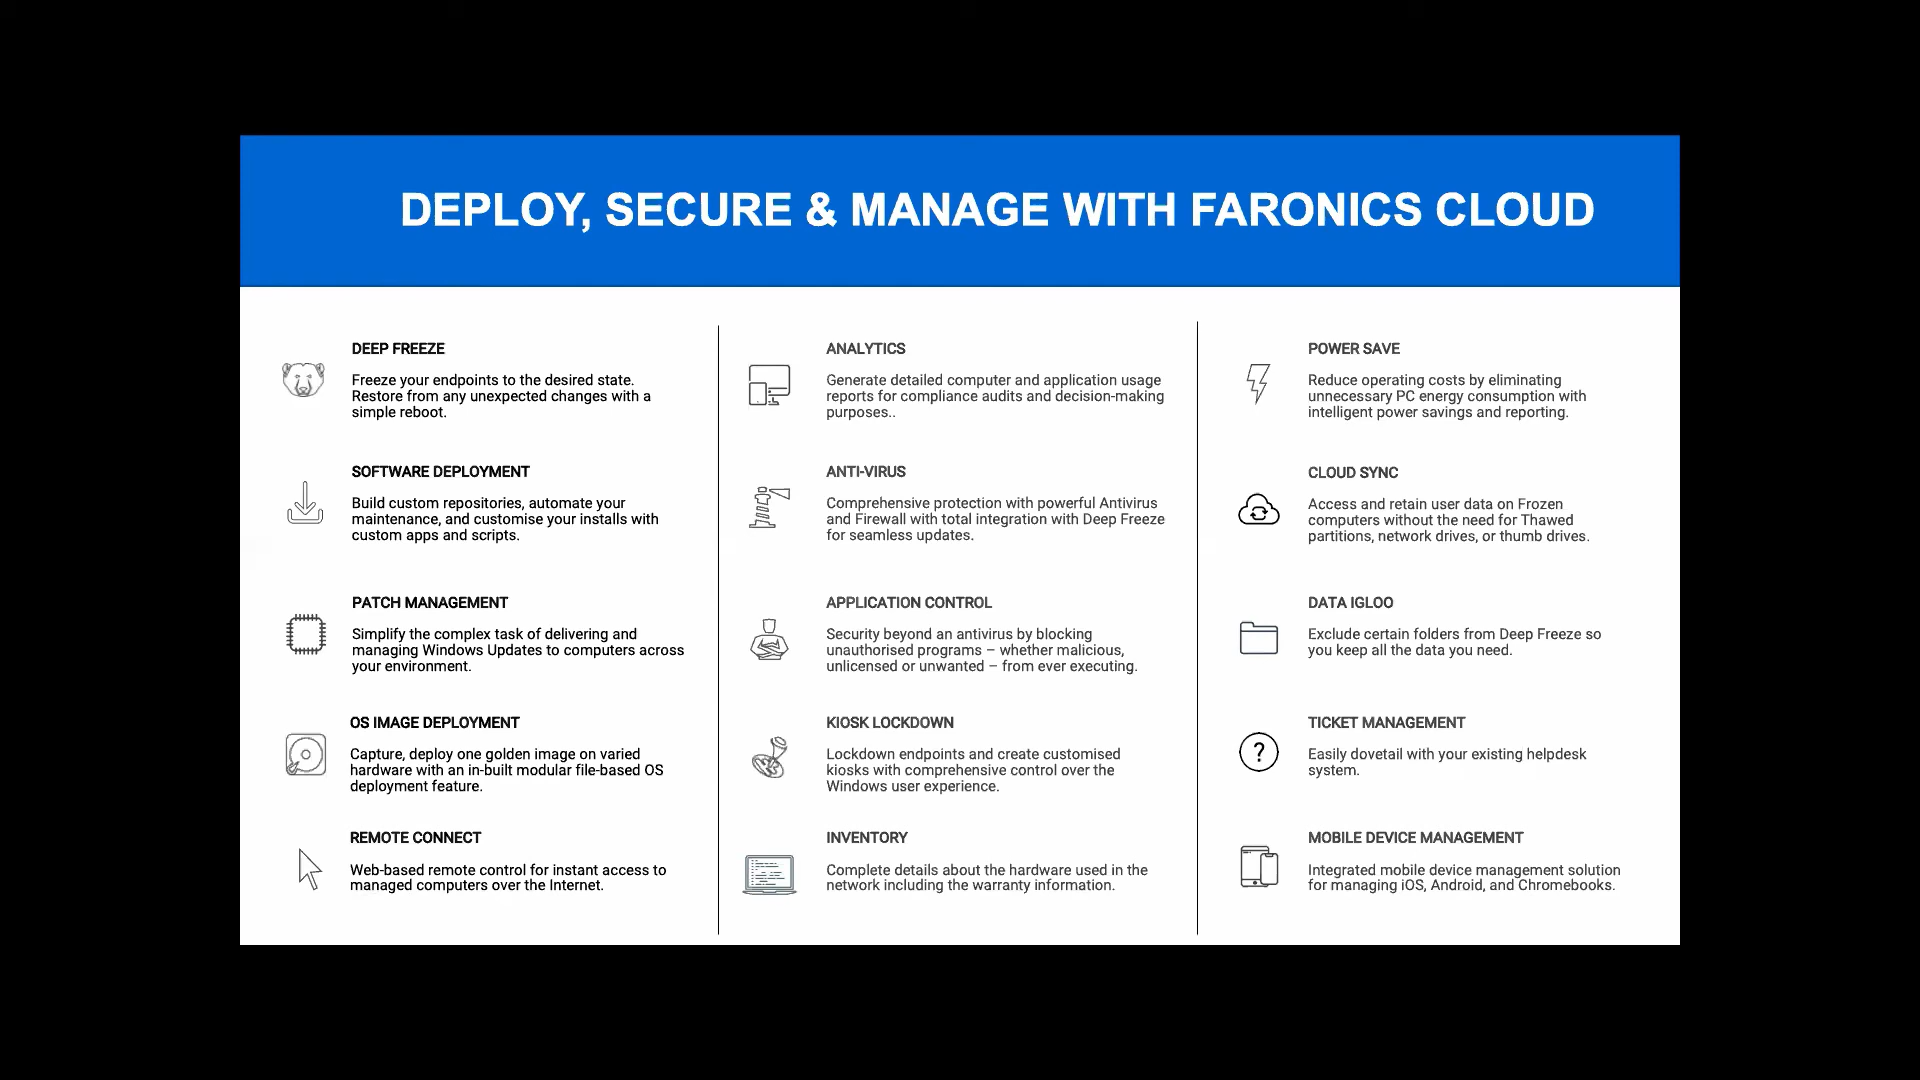 DEPLOY, SECURE & MANAGE WITH FARONICS CLOUD
DEEP FREEZE
Freeze your endpoints to the desired state.
Restore from any unexpected changes with a
simple reboot.
SOFTWARE DEPLOYMENT
Build custom repositories, automate your
maintenance, and customise your installs with
custom apps and scripts.
PATCH MANAGEMENT
Simplify the complex task of delivering and
managing Windows Updates to computers across
your environment.
OS IMAGE DEPLOYMENT
Capture, deploy one golden image on varied
hardware with an in-built modular file-based OS
deployment feature.
REMOTE CONNECT
Web-based remote control for instant access to
managed computers over the Internet.
ANALYTICS
Generate detailed computer and application usage
reports for compliance audits and decision-making
purposes..
ANTI-VIRUS
Comprehensive protection with powerful Antivirus
and Firewall with total integration with Deep Freeze
for seamless updates.
APPLICATION CONTROL
Security beyond an antivirus by blocking
unauthorised programs – whether malicious,
unlicensed or unwanted – from ever executing.
KIOSK LOCKDOWN
Lockdown endpoints and create customised
kiosks with comprehensive control over the
Windows user experience.
INVENTORY
Complete details about the hardware used in the
network including the warranty information.
POWER SAVE
Reduce operating costs by eliminating
unnecessary PC energy consumption with
intelligent power savings and reporting.
CLOUD SYNC
Access and retain user data on Frozen
computers without the need for Thawed
partitions, network drives, or thumb drives.
DATA IGLOO
Exclude certain folders from Deep Freeze so
you keep all the data you need.
TICKET MANAGEMENT
Easily dovetail with your existing helpdesk
system.
MOBILE DEVICE MANAGEMENT
Integrated mobile device management solution
for managing iOS, Android, and Chromebooks.